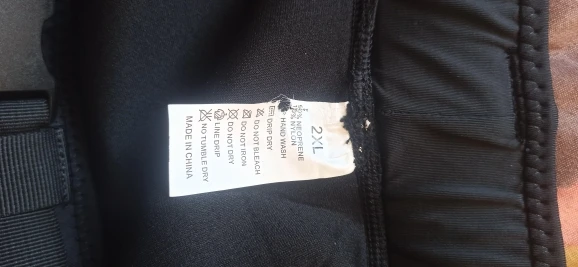 2XL
% NEOPRENE
% NYLON
HAND WASH
DRIP DRY
DO NOT BLEACH
DO NOT IRON
DO NOT DRY
LINE DRIP
NO TUMBLE DRY
MADE IN CHINA